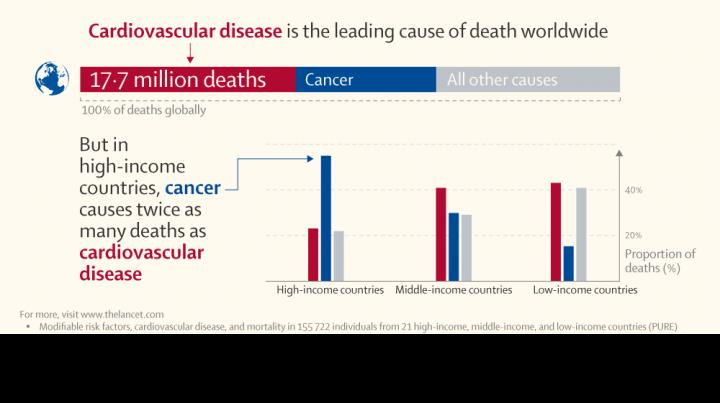 Cardiovascular disease is the leading cause of death worldwide
17·7 million deaths
Cancer
All other causes
100% of deaths globally
But in
high-income
countries, cancer
causes twice as
many deaths as
cardiovascular
disease
40%
20%
Proportion of
deaths (%)
High-income countries
Middle-income countries
Low-income countries
For more, visit www.thelancet.com
• Modifiable risk factors, cardiovascular disease, and mortality in 155 722 individuals from 21 high-income, middle-income, and low-income countries (PURE)